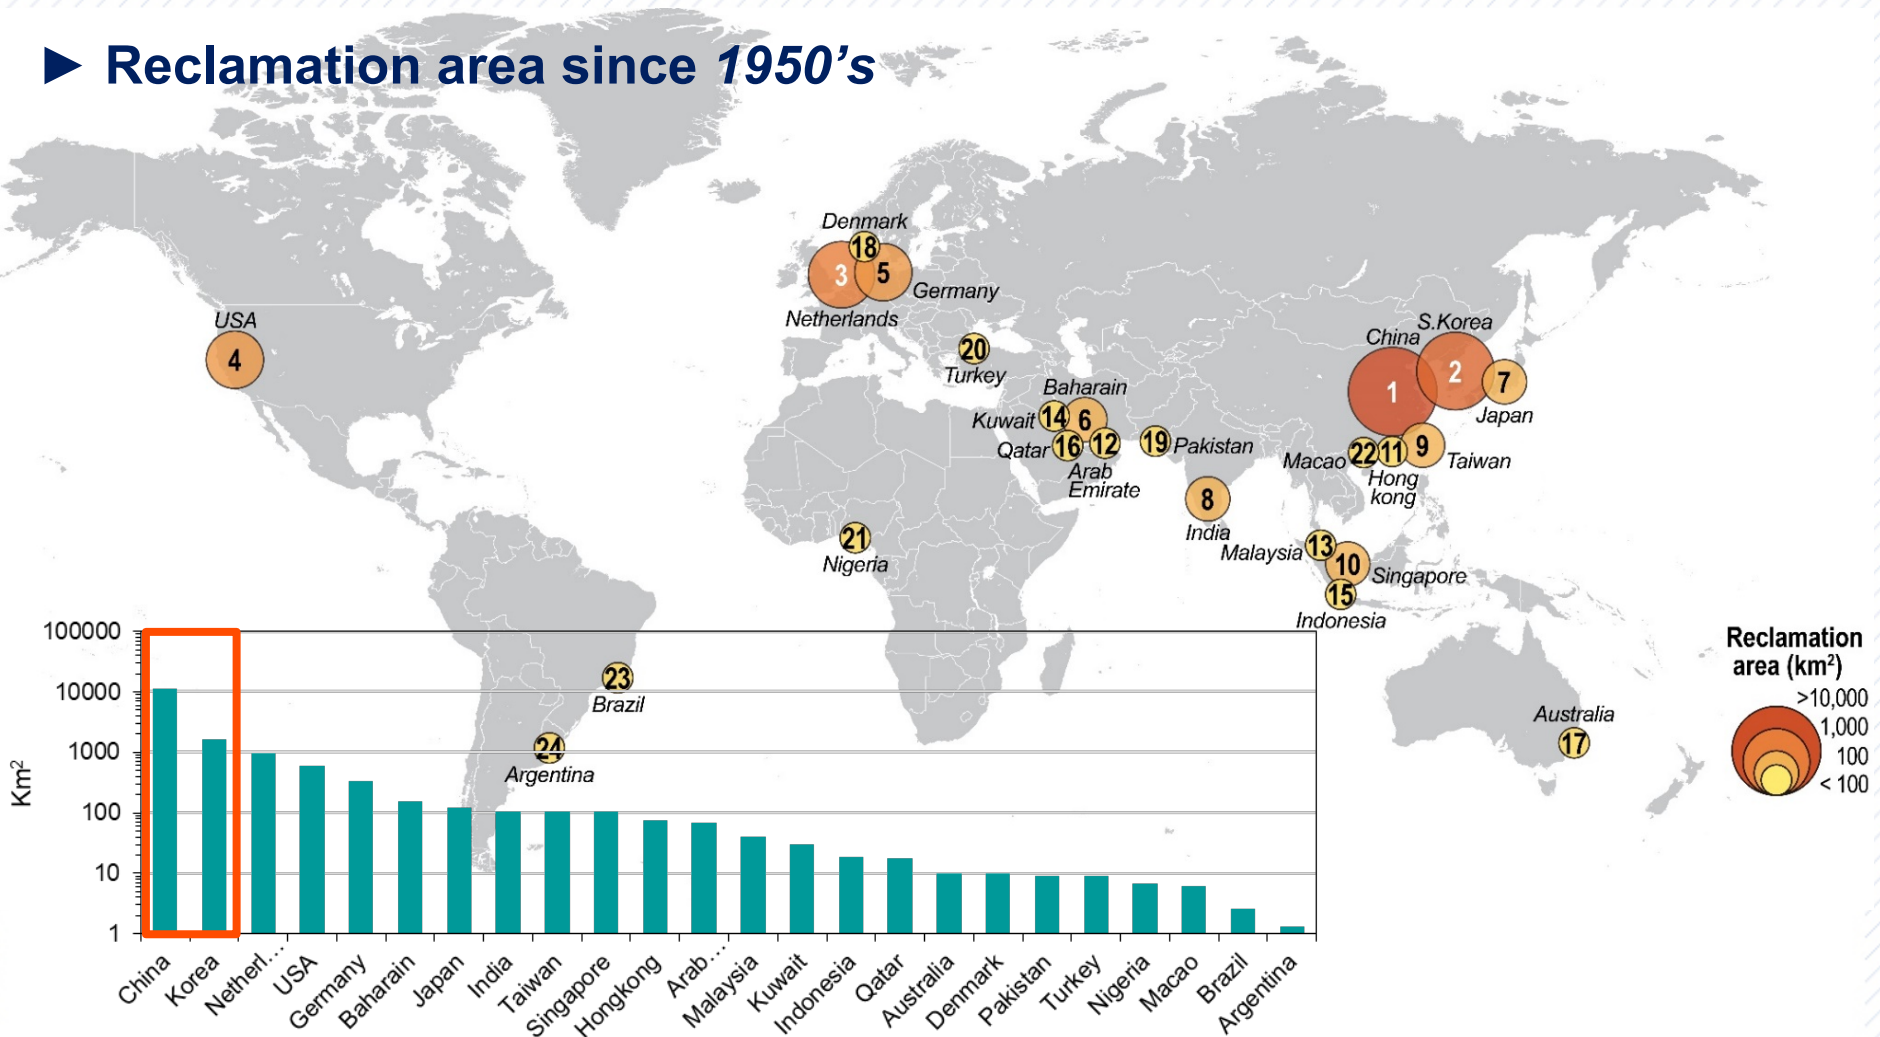 ► Reclamation area since 1950's
Denmark
18
3
5
Germany
Netherlands
USA
4
20
Turkey
S.Korea
China
1
2
7
Japan
Baharain
Kuwait
14
6
Qatar
16
12
19
Pakistan
Arab
Emirate
Macao
22
11
9
Taiwan
Hong
kong
8
India
21
Nigeria
Malaysia
13
10
Singapore
15
Indonesia
23
Brazil
24
Argentina
Australia
17
Reclamation
area (km²)
>10,000
1,000
100
< 100
Km²
100000
10000
1000
100
10
1
China
Korea
Netherl...
USA
Germany
Baharain
Japan
India
Taiwan
Singapore
Hongkong
Arab...
Malaysia
Kuwait
Indonesia
Qatar
Australia
Denmark
Pakistan
Turkey
Nigeria
Macao
Brazil
Argentina